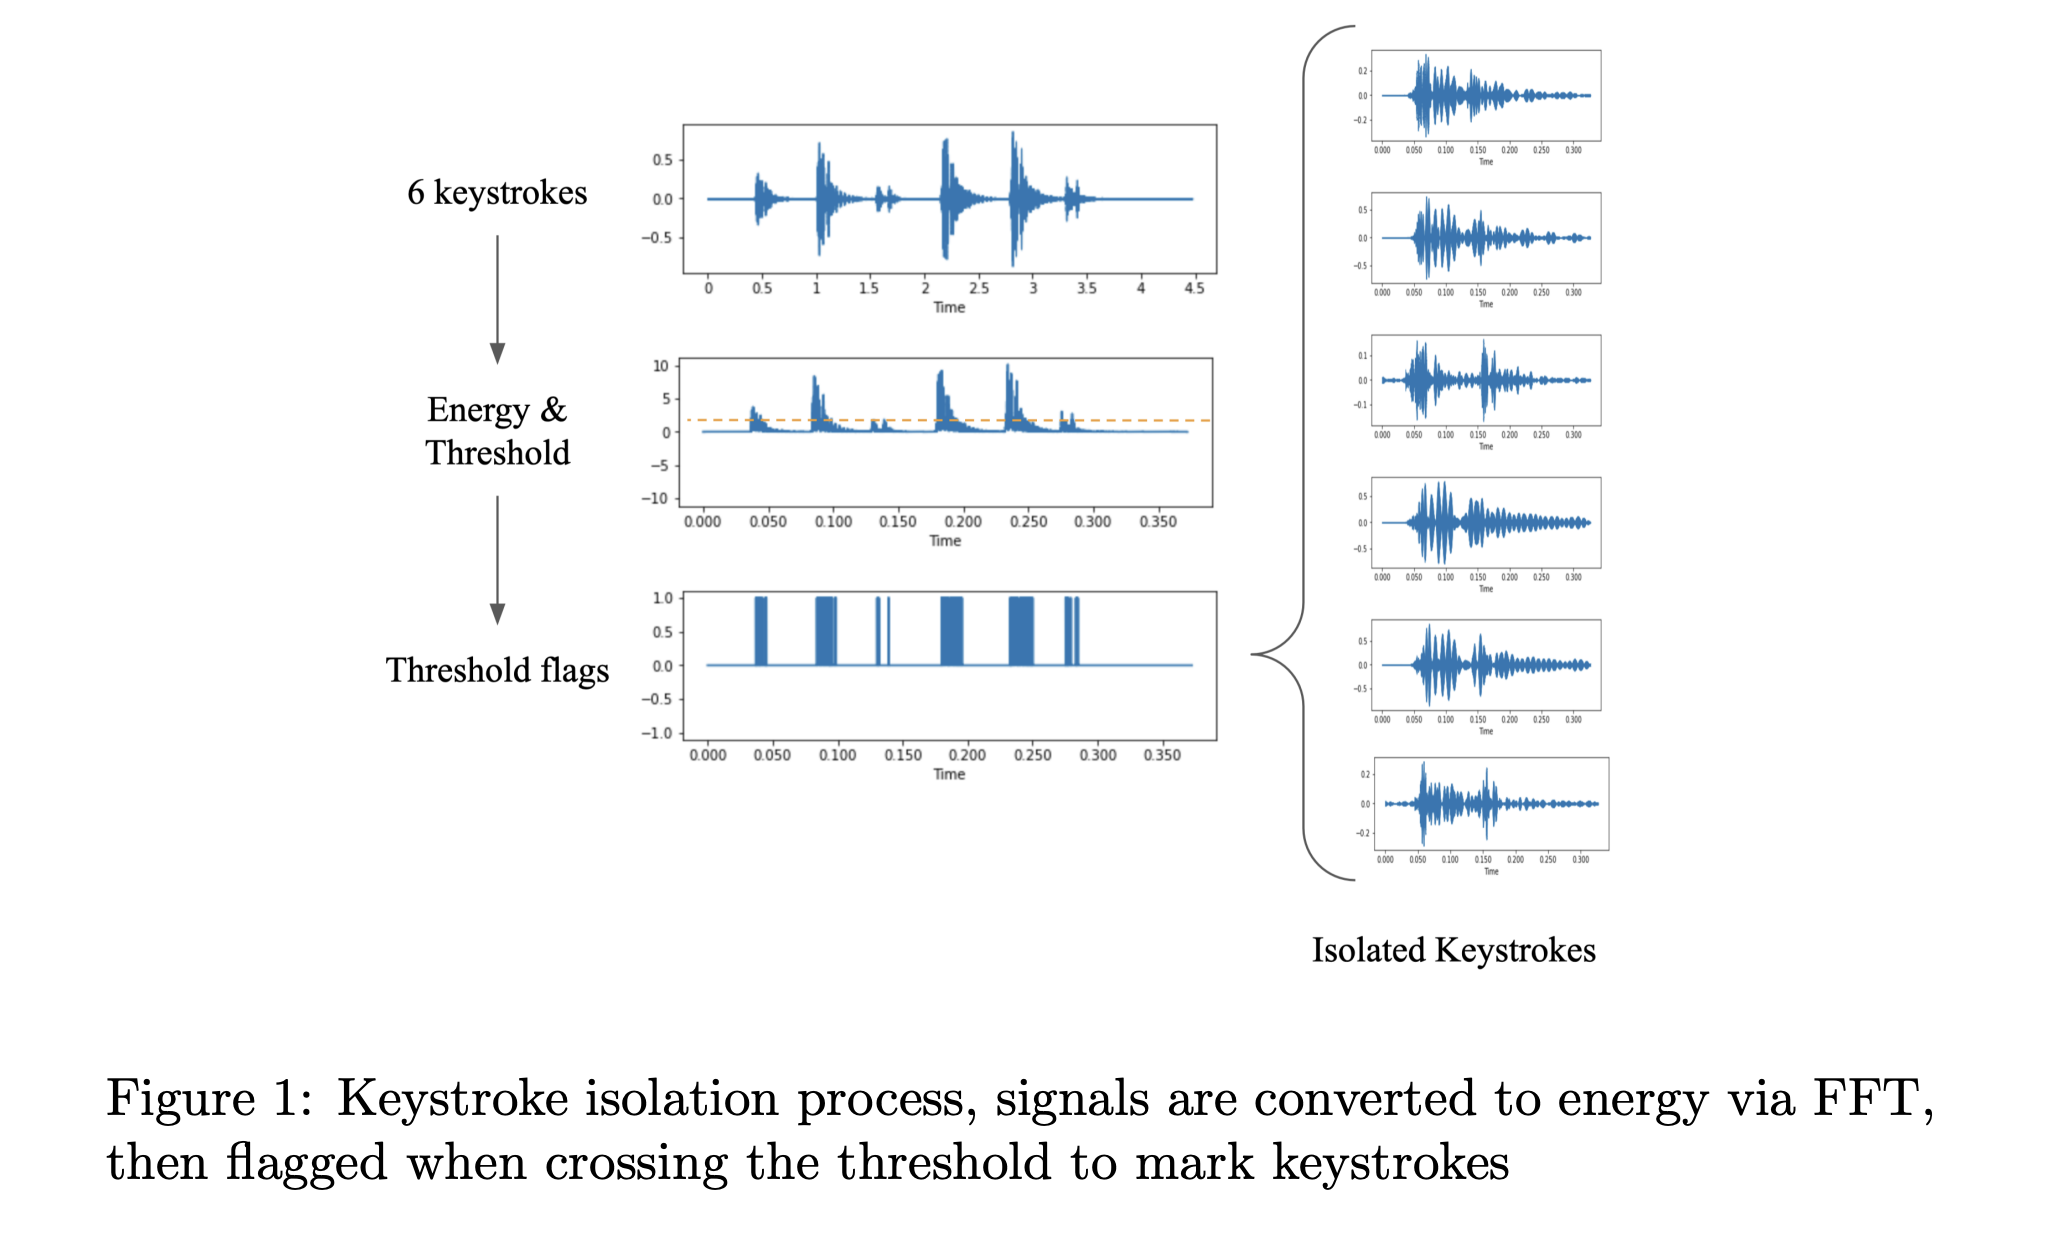 6 keystrokes
0.5
0.0
−0.5
0 0.5 1 1.5 2 2.5 3 3.5 4 4.5
Time
Energy &
Threshold
10
5
0
−5
−10
0.000 0.050 0.100 0.150 0.200 0.250 0.300 0.350
Time
Threshold flags
1.0
0.5
0.0
−0.5
−1.0
0.000 0.050 0.100 0.150 0.200 0.250 0.300 0.350
Time
0.2
0.0
−0.2
0.000 0.050 0.100 0.150 0.200 0.250 0.300
Time
0.5
0.0
−0.5
0.000 0.050 0.100 0.150 0.200 0.250 0.300
Time
0.1
0.0
−0.1
0.000 0.050 0.100 0.150 0.200 0.250 0.300
Time
0.5
0.0
−0.5
0.000 0.050 0.100 0.150 0.200 0.250 0.300
Time
0.5
0.0
−0.5
0.000 0.050 0.100 0.150 0.200 0.250 0.300
Time
0.2
0.0
−0.2
0.000 0.050 0.100 0.150 0.200 0.250 0.300
Time
Isolated Keystrokes
Figure 1: Keystroke isolation process, signals are converted to energy via FFT,
then flagged when crossing the threshold to mark keystrokes